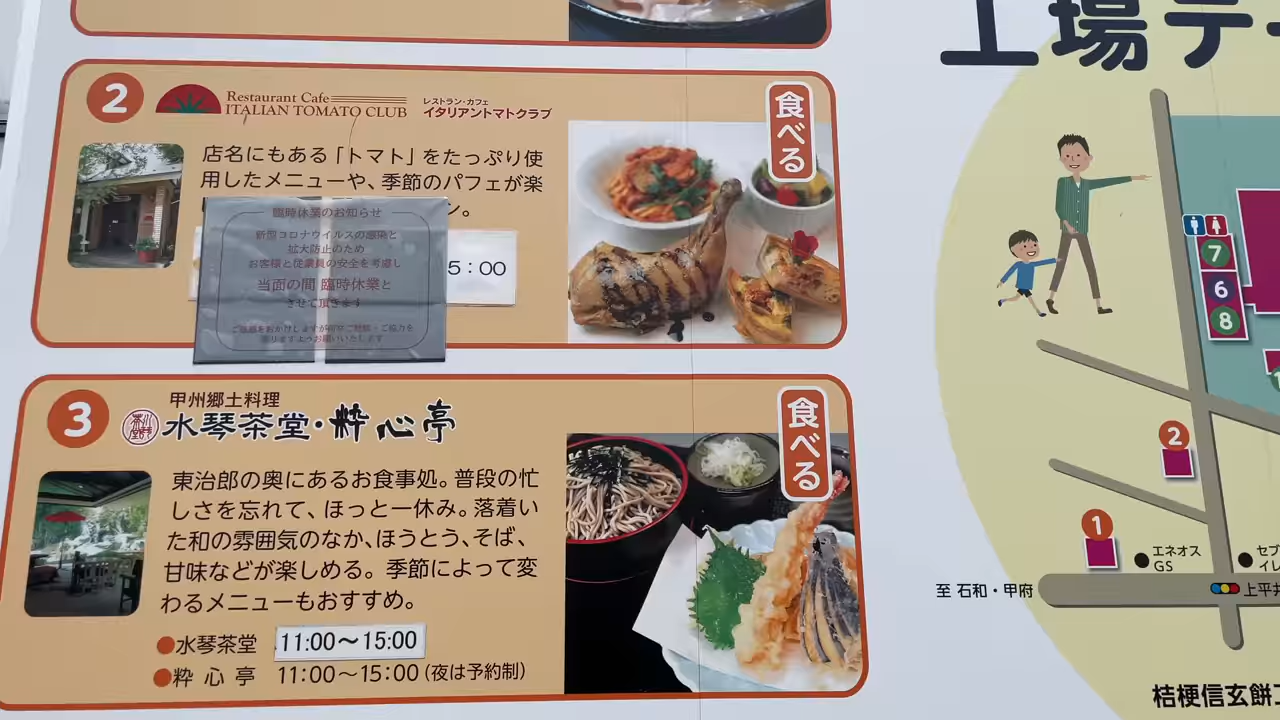 2
Restaurant Cafe
ITALIAN TOMATO CLUB
レストラン・カフェ
イタリアントマトクラブ
食べる
店名にもある「トマト」をたっぷり使
用したメニューや、季節のパフェが楽
ン。
臨時休業のお知らせ
新型コロナウイルスの感染と
拡大防止のため
お客様と従業員の安全を考慮し
当面の間 臨時休業と
させて頂きます
5:00
3
甲州郷土料理
水琴茶堂・粋心亭
食べる
東治郎の奥にあるお食事処。普段の忙
しさを忘れて、ほっと一休み。落着い
た和の雰囲気のなか、ほうとう、そば、
甘味などが楽しめる。季節によって変
わるメニューもおすすめ。
●水琴茶堂 11:00〜15:00
●粋心亭 11:00〜15:00(夜は予約制)
工場テー
7
6
8
2
1
エネオス
GS
セブ
イレ
至 石和・甲府
上平井
桔梗信玄餅工